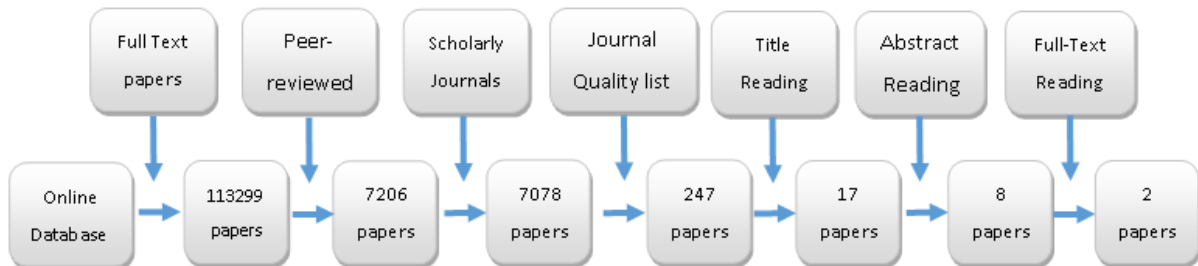 Full Text
papers
Peer-
reviewed
Scholarly
Journals
Journal
Quality list
Title
Reading
Abstract
Reading
Full-Text
Reading
Online
Database
113299
papers
7206
papers
7078
papers
247
papers
17
papers
8
papers
2
papers